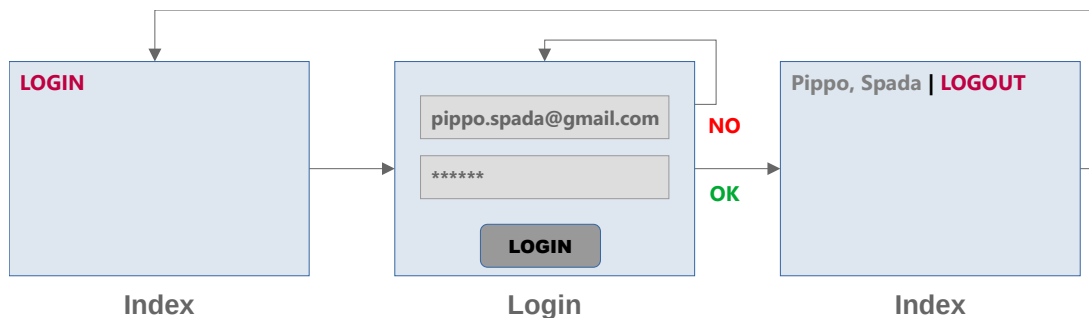 LOGIN
pippo.spada@gmail.com
******
LOGIN
NO
OK
Pippo, Spada | LOGOUT
Index
Login
Index